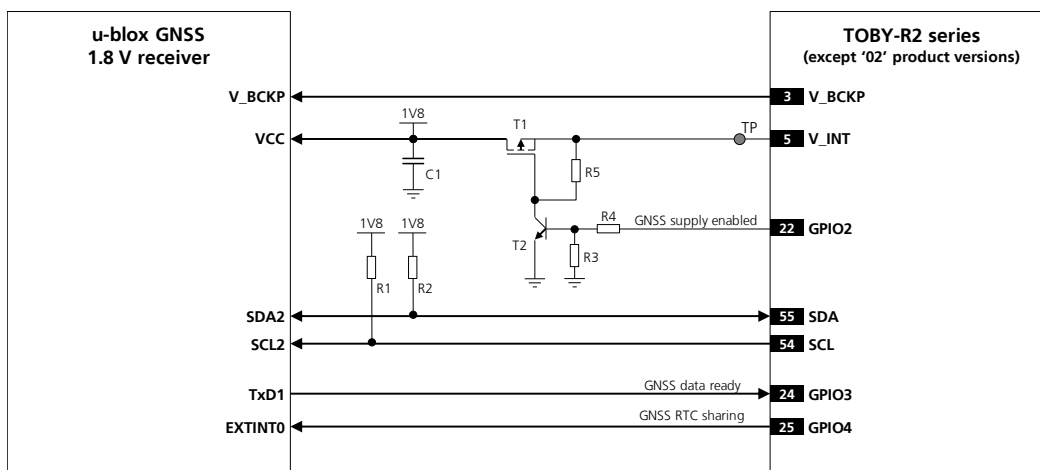 u-blox GNSS
1.8 V receiver
TOBY-R2 series
(except ‘02’ product versions)
V_BCKP
3
V_BCKP
1V8
T1
TP
VCC
5
V_INT
C1
R5
1V8
1V8
R4
GNSS supply enabled
22
GPIO2
T2
R3
R1
R2
SDA2
55
SDA
SCL2
54
SCL
TxD1
GNSS data ready
24
GPIO3
EXTINT0
GNSS RTC sharing
25
GPIO4